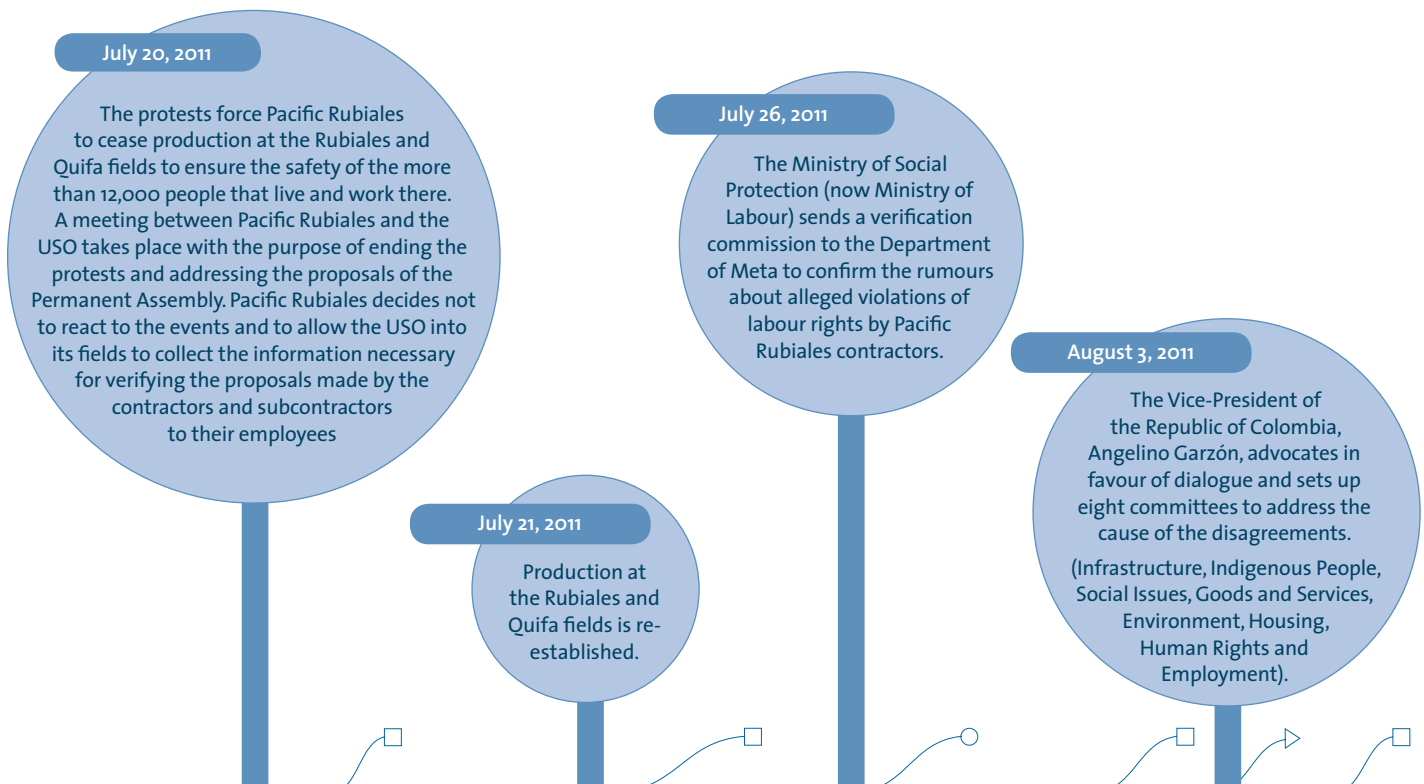 July 20, 2011
The protests force Pacific Rubiales
to cease production at the Rubiales and
Quifa fields to ensure the safety of the more
than 12,000 people that live and work there.
A meeting between Pacific Rubiales and the
USO takes place with the purpose of ending the
protests and addressing the proposals of the
Permanent Assembly. Pacific Rubiales decides not
to react to the events and to allow the USO into
its fields to collect the information necessary
for verifying the proposals made by the
contractors and subcontractors
to their employees
July 21, 2011
Production at
the Rubiales and
Quifa fields is re-
established.
July 26, 2011
The Ministry of Social
Protection (now Ministry of
Labour) sends a verification
commission to the Department
of Meta to confirm the rumours
about alleged violations of
labour rights by Pacific
Rubiales contractors.
August 3, 2011
The Vice-President of
the Republic of Colombia,
Angelino Garzón, advocates in
favour of dialogue and sets up
eight committees to address the
cause of the disagreements.
(Infrastructure, Indigenous People,
Social Issues, Goods and Services,
Environment, Housing,
Human Rights and
Employment).